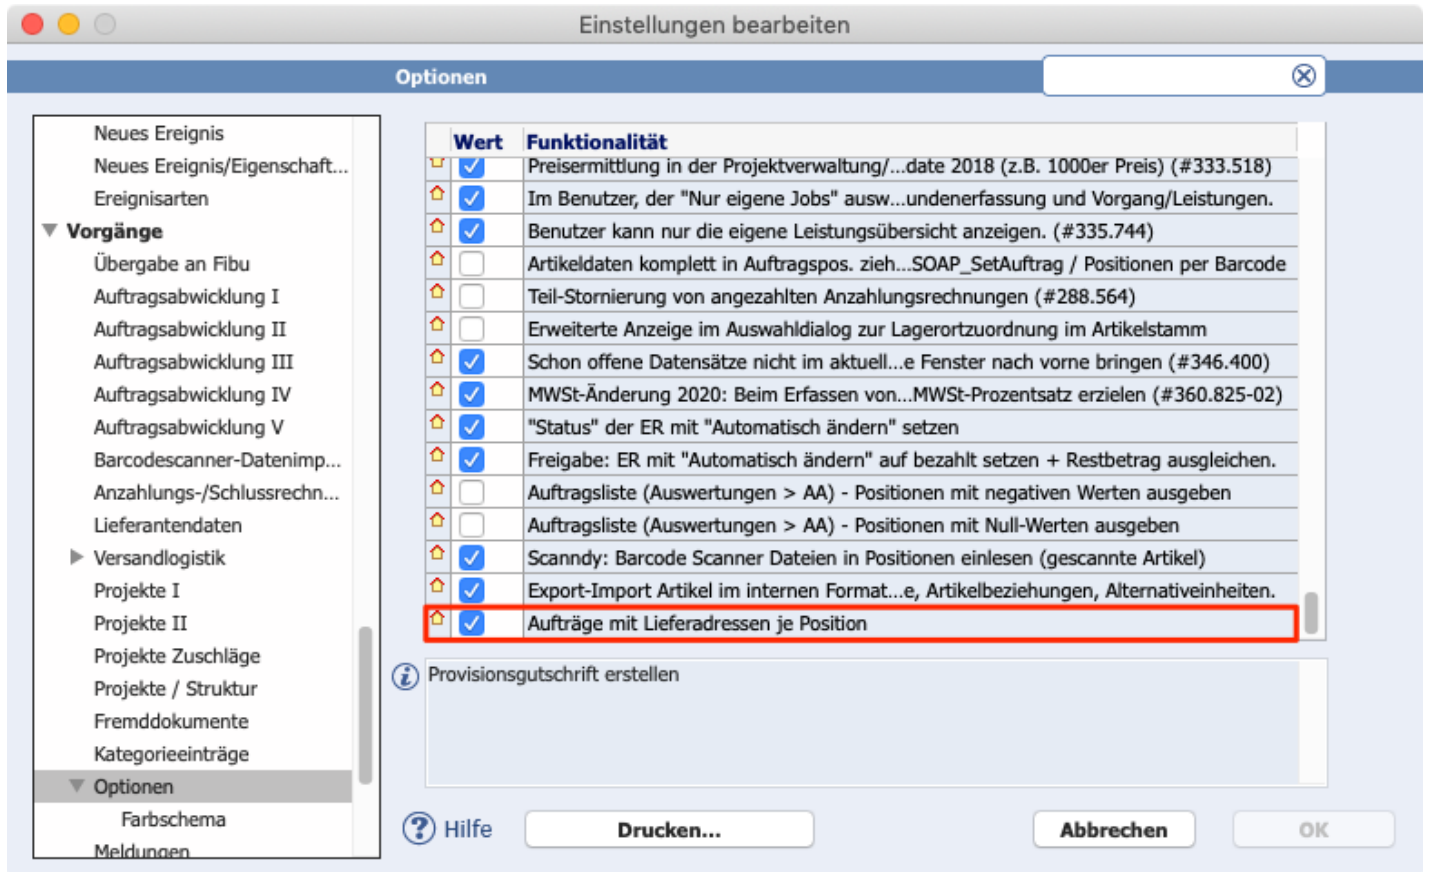 Einstellungen bearbeiten
Optionen
Neues Ereignis
Neues Ereignis/Eigenschaft...
Ereignisarten
Vorgänge
Übergabe an Fibu
Auftragsabwicklung I
Auftragsabwicklung II
Auftragsabwicklung III
Auftragsabwicklung IV
Auftragsabwicklung V
Barcodescanner-Datenimp...
Anzahlungs-/Schlussrechn...
Lieferantendaten
Versandlogistik
Projekte I
Projekte II
Projekte Zuschläge
Projekte / Struktur
Fremddokumente
Kategorieeinträge
Optionen
Farbschema
Meldungen
Wert Funktionalität
Preisermittlung in der Projektverwaltung/...date 2018 (z.B. 1000er Preis) (#333.518)
Im Benutzer, der "Nur eigene Jobs" ausw...undenerfassung und Vorgang/Leistungen.
Benutzer kann nur die eigene Leistungsübersicht anzeigen. (#335.744)
Artikeldaten komplett in Auftragspos. zieh...SOAP_SetAuftrag / Positionen per Barcode
Teil-Stornierung von angezahlten Anzahlungsrechnungen (#288.564)
Erweiterte Anzeige im Auswahldialog zur Lagerortzuordnung im Artikelstamm
Schon offene Datensätze nicht im aktuell...e Fenster nach vorne bringen (#346.400)
MWSt-Änderung 2020: Beim Erfassen von...MWSt-Prozentsatz erzielen (#360.825-02)
"Status" der ER mit "Automatisch ändern" setzen
Freigabe: ER mit "Automatisch ändern" auf bezahlt setzen + Restbetrag ausgleichen.
Auftragsliste (Auswertungen > AA) - Positionen mit negativen Werten ausgeben
Auftragsliste (Auswertungen > AA) - Positionen mit Null-Werten ausgeben
Scanndy: Barcode Scanner Dateien in Positionen einlesen (gescannte Artikel)
Export-Import Artikel im internen Format...e, Artikelbeziehungen, Alternativeinheiten.
Aufträge mit Lieferadressen je Position
Provisionsgutschrift erstellen
Hilfe
Drucken...
Abbrechen
OK